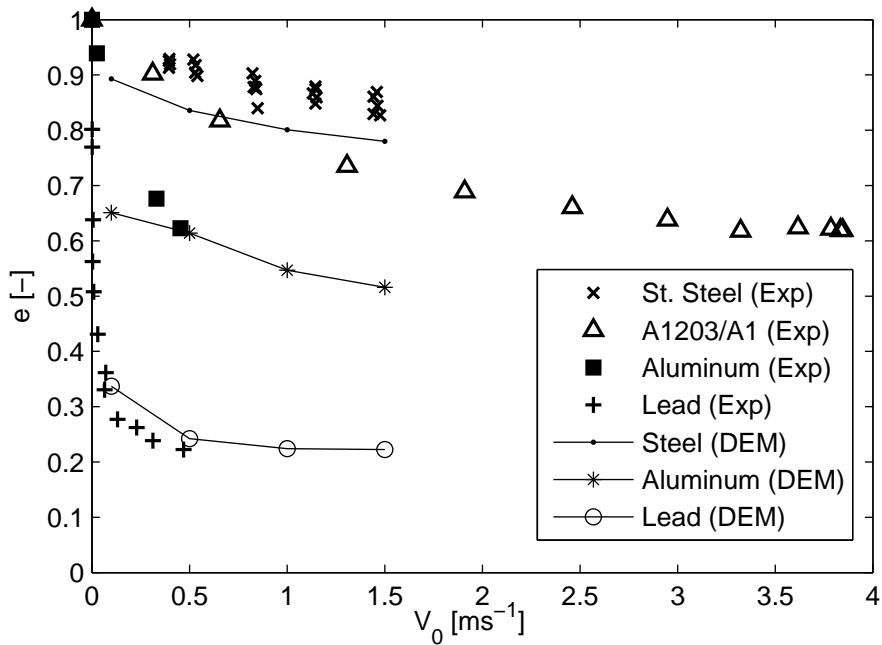 1
0.9
0.8
0.7
0.6
0.5
0.4
0.3
0.2
0.1
0
e [-]
0 0.5 1 1.5 2 2.5 3 3.5 4
V_0 [ms^{-1}]
St. Steel (Exp)
A1203/A1 (Exp)
Aluminum (Exp)
Lead (Exp)
Steel (DEM)
Aluminum (DEM)
Lead (DEM)